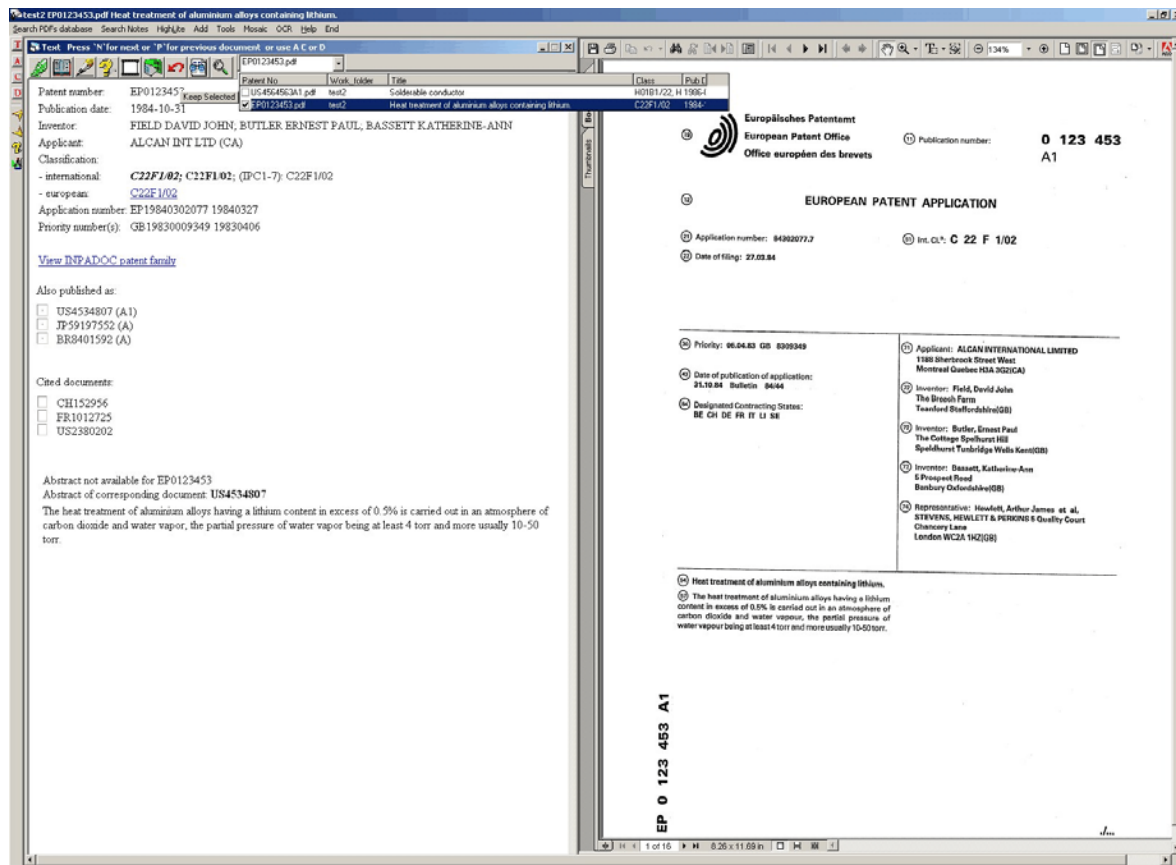 test2 EP0123453.pdf Heat treatment of aluminium alloys containing lithium.
Search PDFs database Search Notes HighLite Add Tools Mosaic OCR Help End
Text Press `N'for next or `P'for previous document or use A C or D
EP0123453.pdf
Patent No Work_folder Title Class Pub D
US4564563A1.pdf test2 Solderable conductor H01B1/22, H 1986-
EP0123453.pdf test2 Heat treatment of aluminium alloys containing lithium. C22F1/02 1984-
Keep Selected
Patent number: EP0123453
Publication date: 1984-10-31
Inventor: FIELD DAVID JOHN; BUTLER ERNEST PAUL; BASSETT KATHERINE-ANN
Applicant: ALCAN INT LTD (CA)
Classification:
- international: C22F1/02; C22F1/02; (IPC1-7): C22F1/02
- european: C22F1/02
Application number: EP19840302077 19840327
Priority number(s): GB19830009349 19830406
View INPADOC patent family
Also published as:
US4534807 (A1)
JP59197552 (A)
BR8401592 (A)
Cited documents:
CH152956
FR1012725
US2380202
Abstract not available for EP0123453
Abstract of corresponding document: US4534807
The heat treatment of aluminium alloys having a lithium content in excess of 0.5% is carried out in an atmosphere of
carbon dioxide and water vapor, the partial pressure of water vapor being at least 4 torr and more usually 10-50
torr.
134%
Thumbnails
Europäisches Patentamt
European Patent Office
Office européen des brevets
(19)
(11) Publication number: 0 123 453
A1
(12) EUROPEAN PATENT APPLICATION
(21) Application number: 84302077.7
(22) Date of filing: 27.03.84
(51) Int. Cl.³: C 22 F 1/02
(30) Priority: 06.04.83 GB 8309349
(43) Date of publication of application:
31.10.84 Bulletin 84/44
(84) Designated Contracting States:
BE CH DE FR IT LI SE
(71) Applicant: ALCAN INTERNATIONAL LIMITED
1188 Sherbrook Street West
Montreal Quebec H3A 3G2(CA)
(72) Inventor: Field, David John
The Breech Farm
Teanford Staffordshire(GB)
(72) Inventor: Butler, Ernest Paul
The Cottage Spelhurst Hill
Speldhurst Tunbridge Wells Kent(GB)
(72) Inventor: Bassett, Katherine-Ann
5 Prospect Road
Banbury Oxfordshire(GB)
(74) Representative: Hewlett, Arthur James et al,
STEVENS, HEWLETT & PERKINS 5 Quality Court
Chancery Lane
London WC2A 1HZ(GB)
(54) Heat treatment of aluminium alloys containing lithium.
(57) The heat treatment of aluminium alloys having a lithium
content in excess of 0.5% is carried out in an atmosphere of
carbon dioxide and water vapour, the partial pressure of
water vapour being at least 4 torr and more usually 10-50 torr.
EP 0 123 453 A1
./...
1 of 16 8.26 x 11.69 in